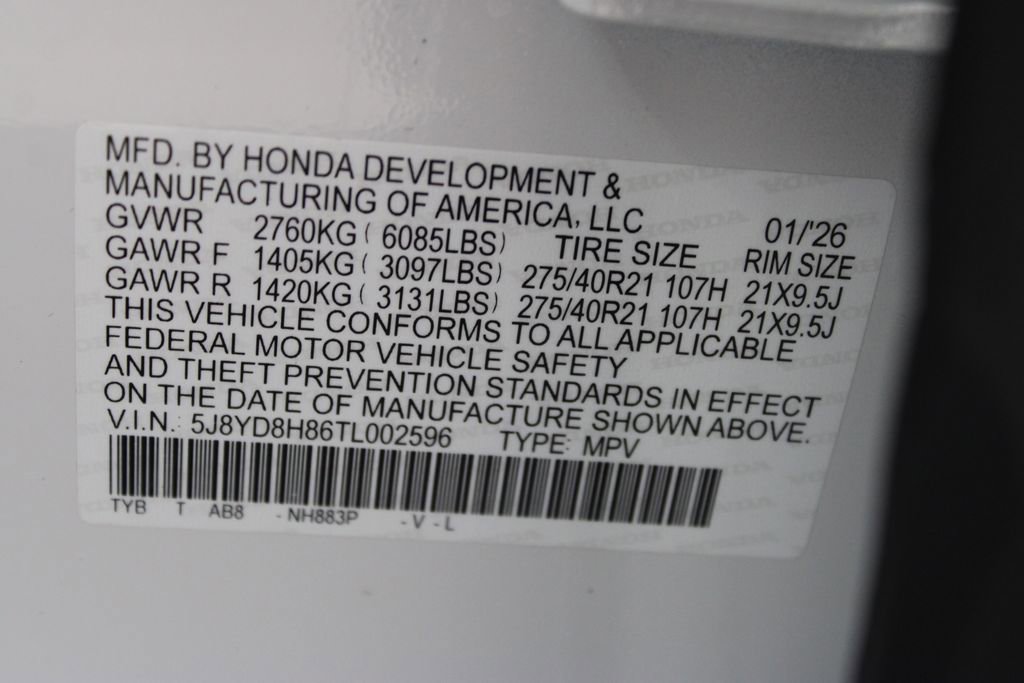 MFD. BY HONDA DEVELOPMENT &
MANUFACTURING OF AMERICA, LLC 01/'26
GVWR 2760KG ( 6085LBS) TIRE SIZE RIM SIZE
GAWR F 1405KG ( 3097LBS) 275/40R21 107H 21X9.5J
GAWR R 1420KG ( 3131LBS) 275/40R21 107H 21X9.5J
THIS VEHICLE CONFORMS TO ALL APPLICABLE
FEDERAL MOTOR VEHICLE SAFETY
AND THEFT PREVENTION STANDARDS IN EFFECT
ON THE DATE OF MANUFACTURE SHOWN ABOVE.
V.I.N.: 5J8YD8H86TL002596 TYPE: MPV
TYB T AB8 - NH883P - V - L